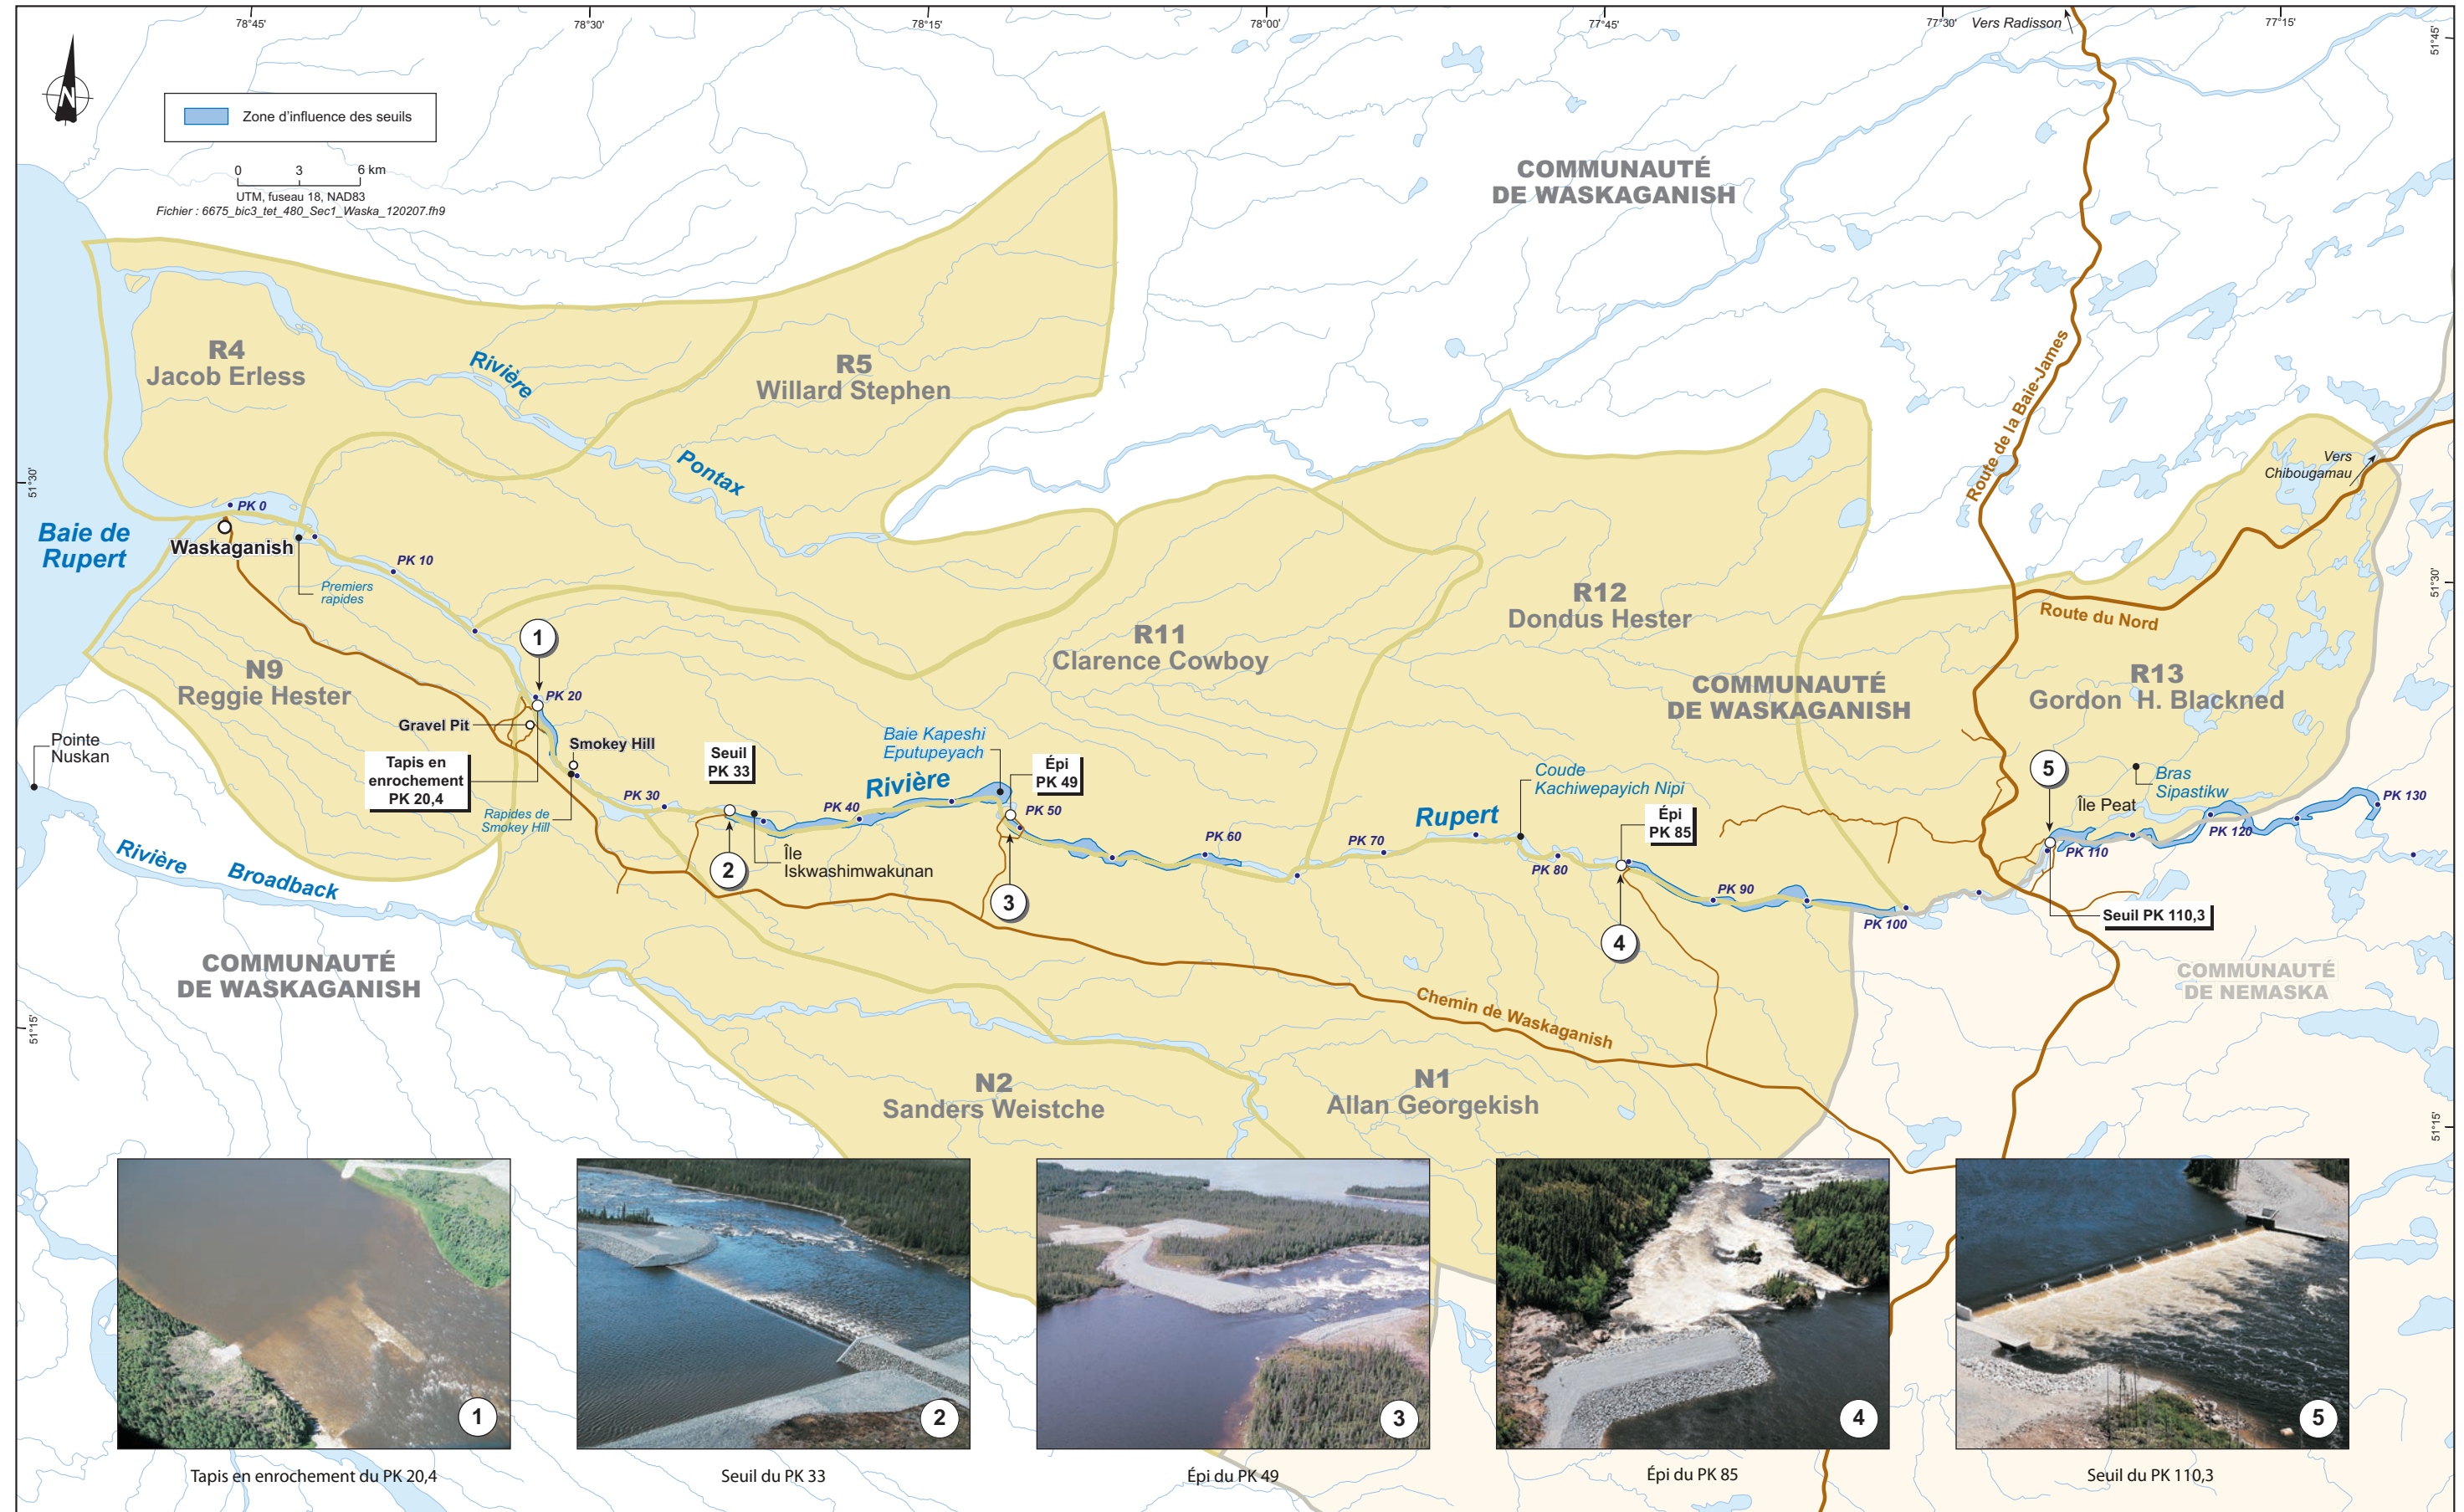 78°45'
78°30'
78°15'
78°00'
77°45'
77°30'
77°15'
Vers Radisson
51°45'
N
Zone d'influence des seuils
0 3 6 km
UTM, fuseau 18, NAD83
Fichier : 6675_bic3_tet_480_Sec1_Waska_120207.fh9
COMMUNAUTÉ
DE WASKAGANISH
R4
Jacob Erless
Rivière
Pontax
R5
Willard Stephen
Route de la Baie-James
Vers
Chibougamau
51°30'
51°30'
Baie de
Rupert
PK 0
Waskaganish
Premiers
rapides
PK 10
R12
Dondus Hester
Route du Nord
R11
Clarence Cowboy
N9
Reggie Hester
COMMUNAUTÉ
DE WASKAGANISH
R13
Gordon H. Blackned
1
PK 20
Gravel Pit
Pointe
Nuskan
Smokey Hill
Tapis en
enrochement
PK 20,4
Rapides de
Smokey Hill
PK 30
Seuil
PK 33
2
Île
Iskwashimwakunan
PK 40
Baie Kapeshi
Eputupeyach
Rivière
Épi
PK 49
PK 50
3
PK 60
PK 70
Rupert
Coude
Kachiwepayich Nipi
PK 80
Épi
PK 85
4
PK 90
PK 100
5
Île Peat
Bras
Sipastikw
PK 110
PK 120
PK 130
Seuil PK 110,3
Rivière Broadback
COMMUNAUTÉ
DE WASKAGANISH
COMMUNAUTÉ
DE NEMASKA
Chemin de Waskaganish
51°15'
51°15'
N2
Sanders Weistche
N1
Allan Georgekish
1
2
3
4
5
Tapis en enrochement du PK 20,4
Seuil du PK 33
Épi du PK 49
Épi du PK 85
Seuil du PK 110,3